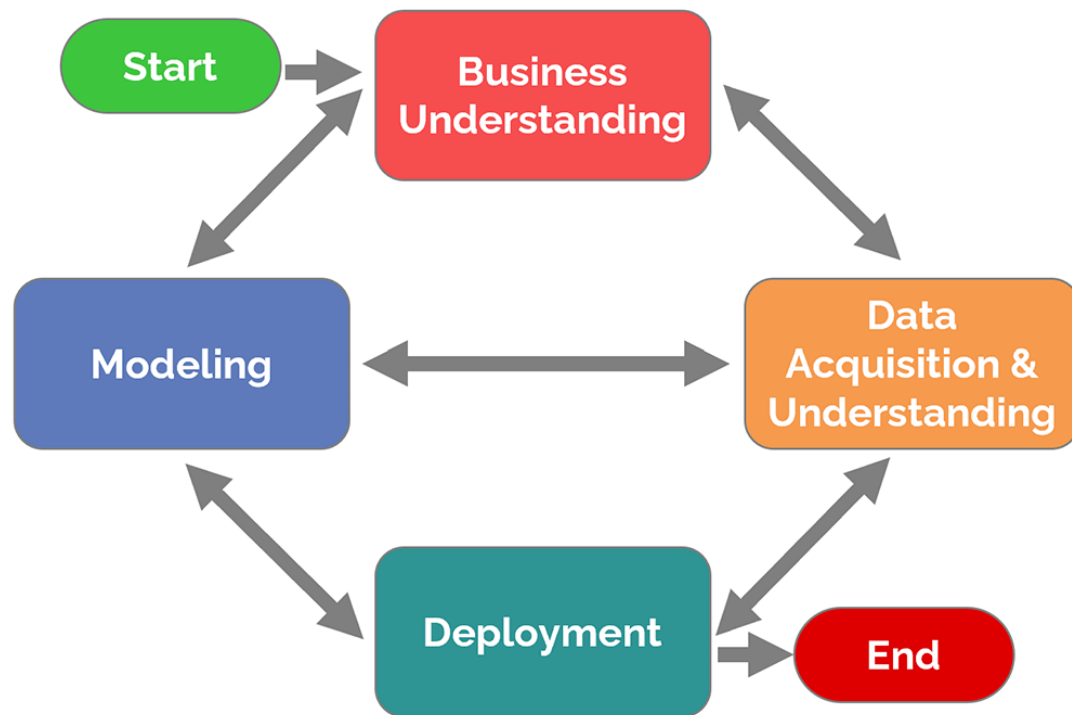 Start
Business
Understanding
Modeling
Data
Acquisition &
Understanding
Deployment
End